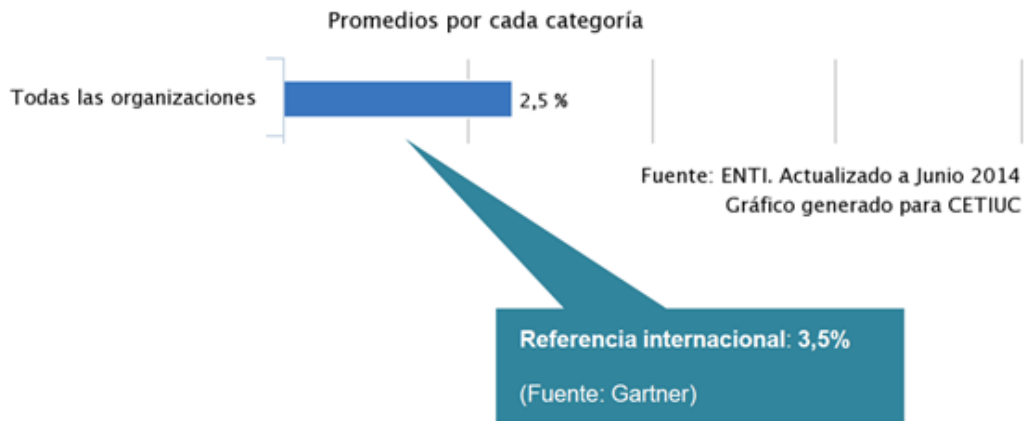 Promedios por cada categoría
Todas las organizaciones
2,5 %
Fuente: ENTI. Actualizado a Junio 2014
Gráfico generado para CETIUC
Referencia internacional: 3,5%
(Fuente: Gartner)